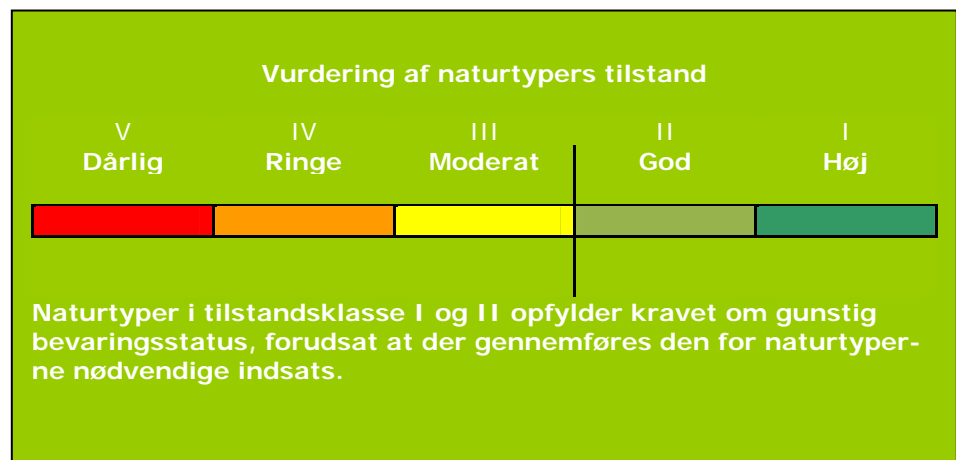 Vurdering af naturtypers tilstand
V IV III II I
Dårlig Ringe Moderat God Høj
Naturtyper i tilstandsklasse I og II opfylder kravet om gunstig
bevaringsstatus, forudsat at der gennemføres den for naturtyper-
ne nødvendige indsats.